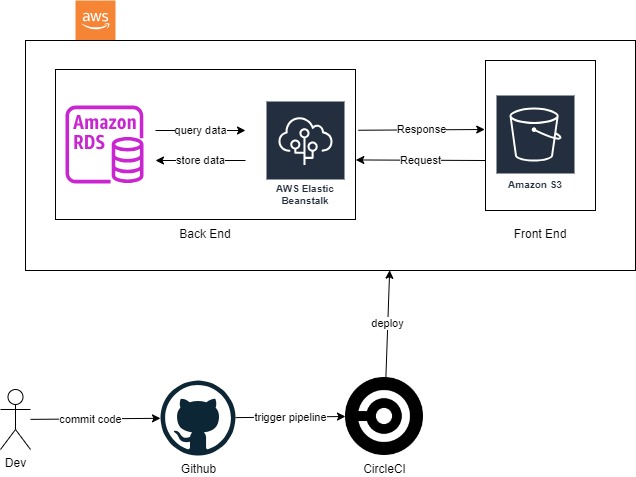 aws
Amazon
RDS
query data
store data
AWS Elastic
Beanstalk
Response
Request
Amazon S3
Back End
Front End
deploy
commit code
trigger pipeline
Dev
Github
CircleCI